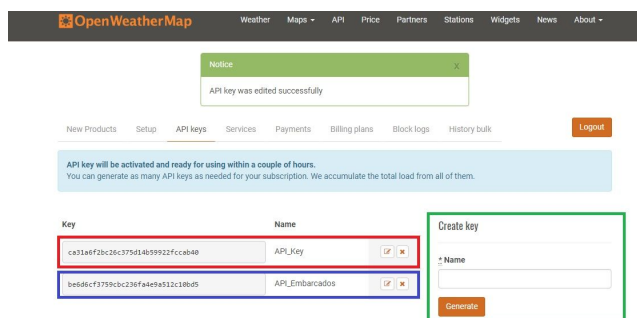 OpenWeatherMap
Weather Maps API Price Partners Stations Widgets News About
Notice x
API key was edited successfully
New Products Setup API keys Services Payments Billing plans Block logs History bulk Logout
API key will be activated and ready for using within a couple of hours.
You can generate as many API keys as needed for your subscription. We accumulate the total load from all of them.
Key Name Create key
ca31a6f2bc26c375d14b59922fccab40 API_Key
* Name
be6d6cf3759cbc236fa4e9a512c10bd5 API_Embarcados
Generate